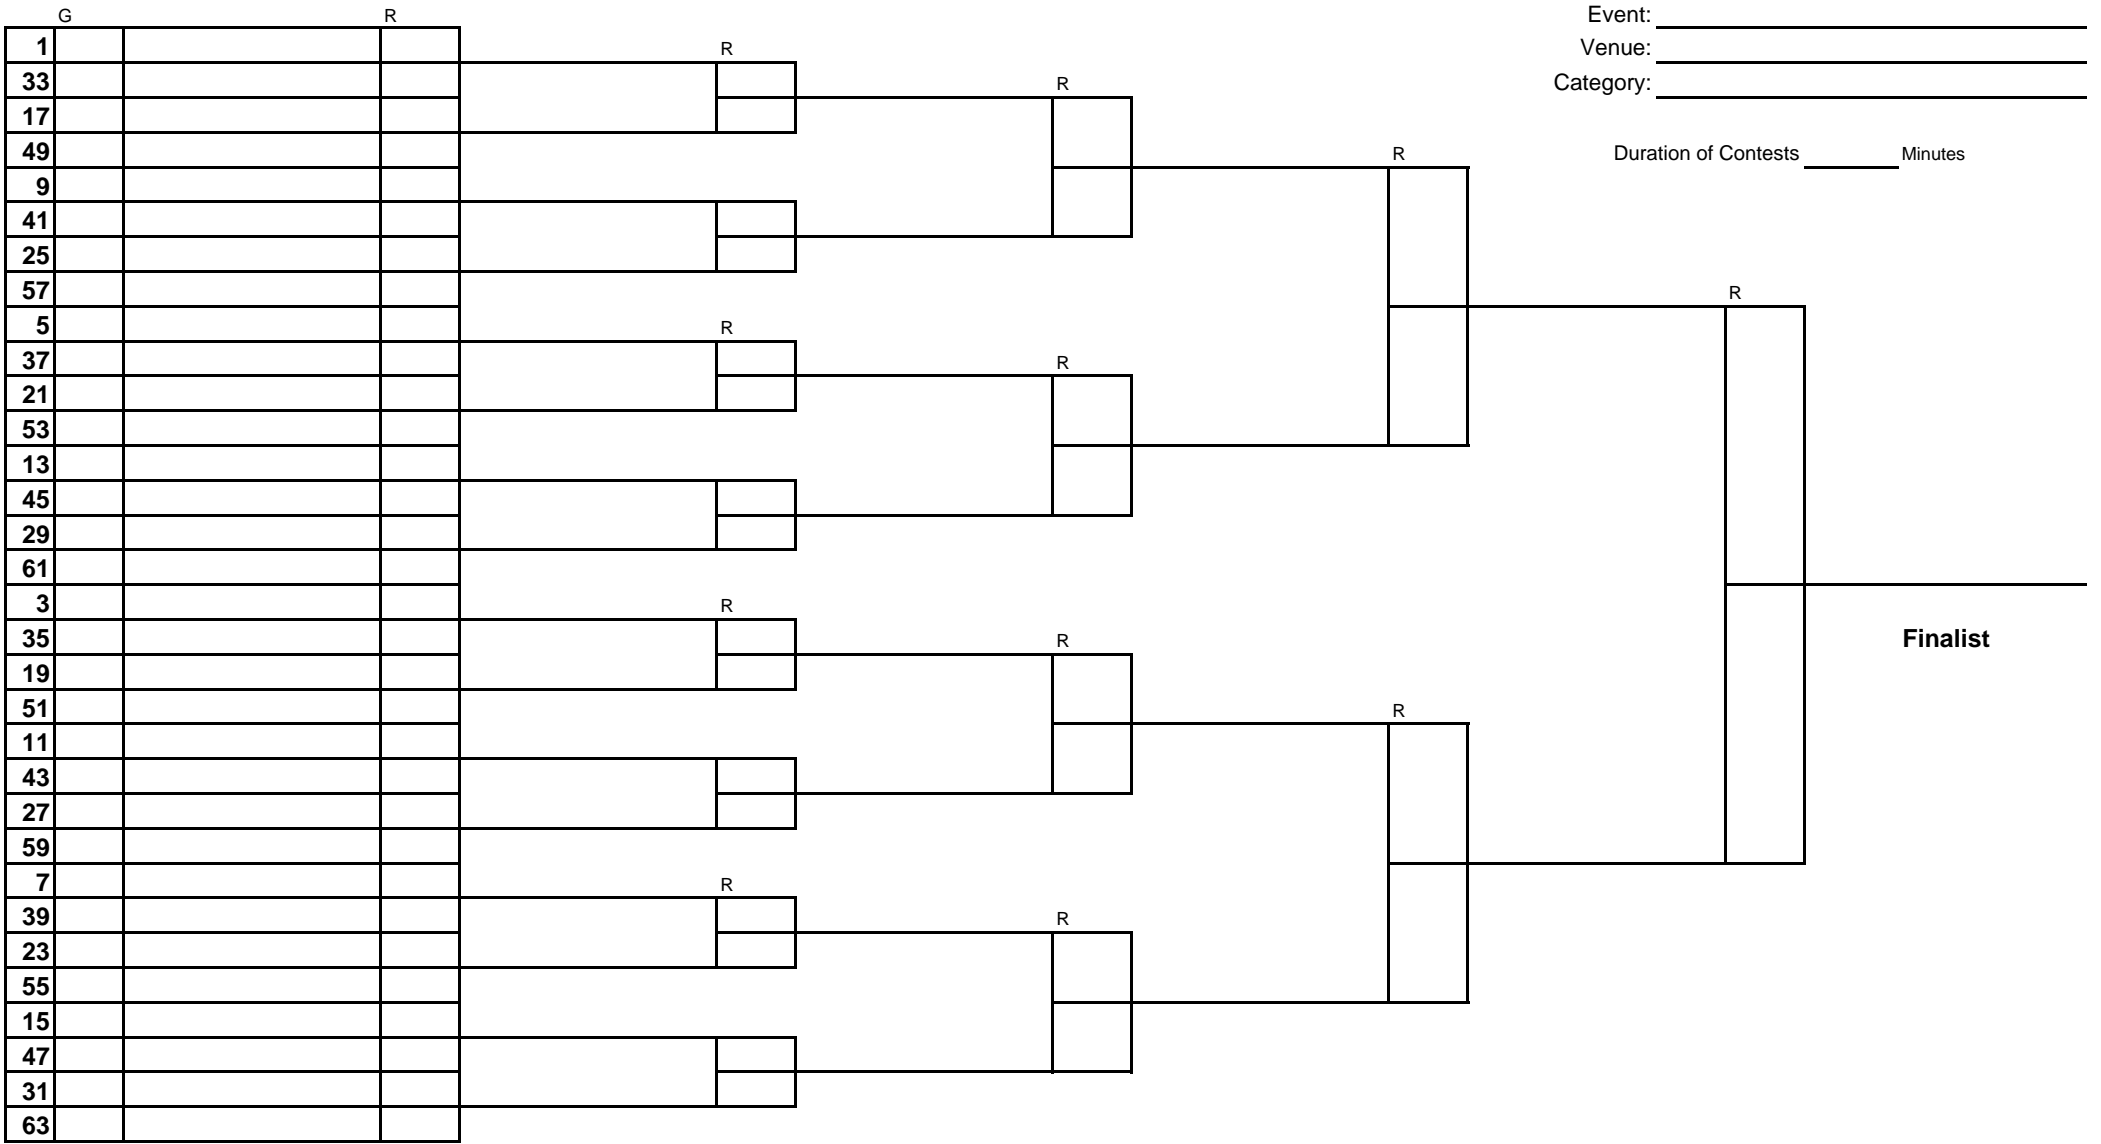 G R Event:
1 R Venue:
33 R Category:
17
49 R Duration of Contests Minutes
9
41
25
57 R
5 R
37 R
21
53
13
45
29
61
3 R
35 R Finalist
19
51 R
11
43
27
59
7 R
39 R
23
55
15
47
31
63